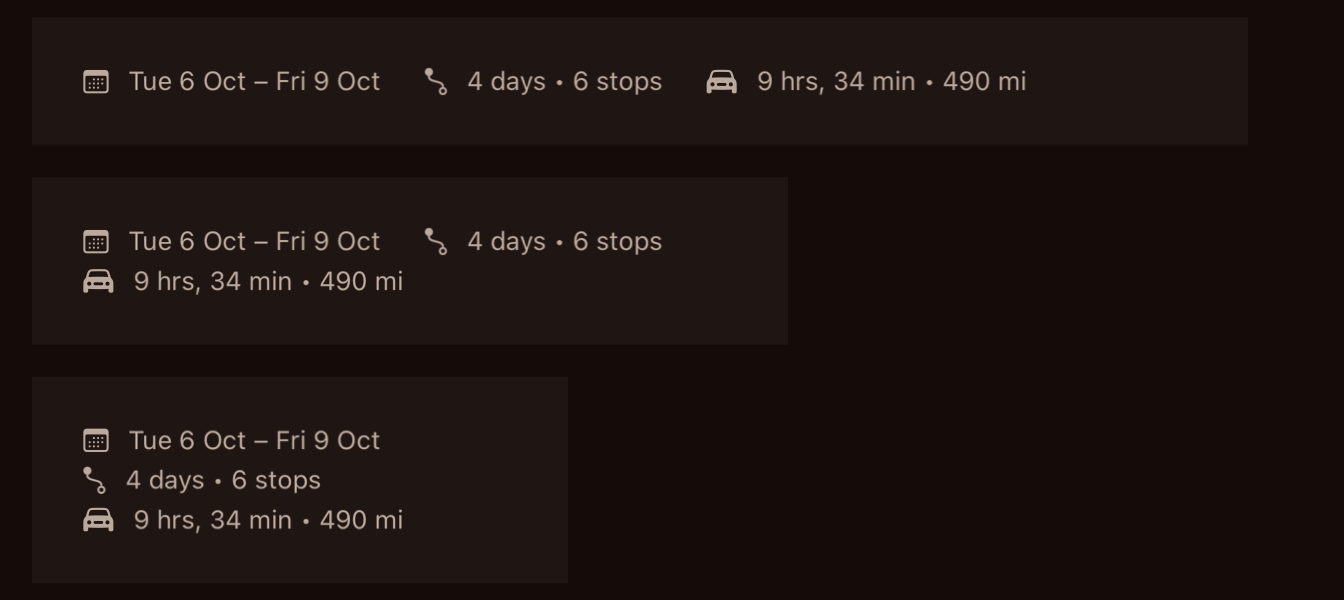 Tue 6 Oct – Fri 9 Oct 4 days • 6 stops 9 hrs, 34 min • 490 mi
Tue 6 Oct – Fri 9 Oct 4 days • 6 stops
9 hrs, 34 min • 490 mi
Tue 6 Oct – Fri 9 Oct
4 days • 6 stops
9 hrs, 34 min • 490 mi